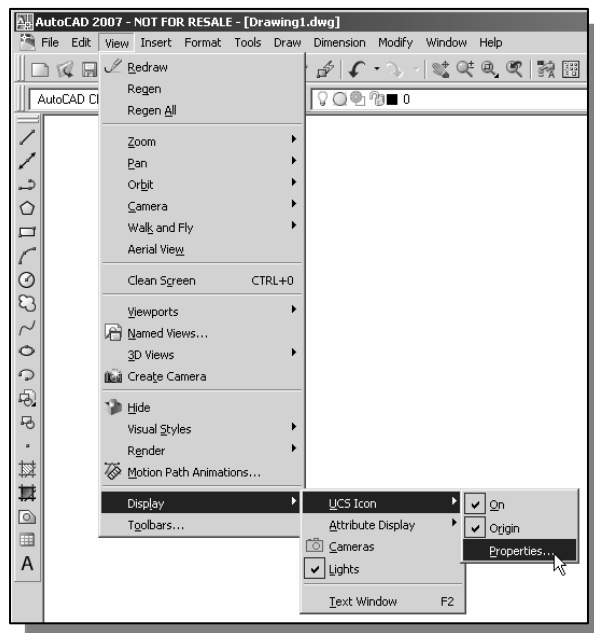 AutoCAD 2007 - NOT FOR RESALE - [Drawing1.dwg]
File Edit View Insert Format Tools Draw Dimension Modify Window Help
AutoCAD Cl
0
Redraw
Regen
Regen All
Zoom
Pan
Orbit
Camera
Walk and Fly
Aerial View
Clean Screen CTRL+0
Viewports
Named Views...
3D Views
Create Camera
Hide
Visual Styles
Render
Motion Path Animations...
Display
Toolbars...
UCS Icon
Attribute Display
Cameras
Lights
Text Window F2
On
Origin
Properties...
A